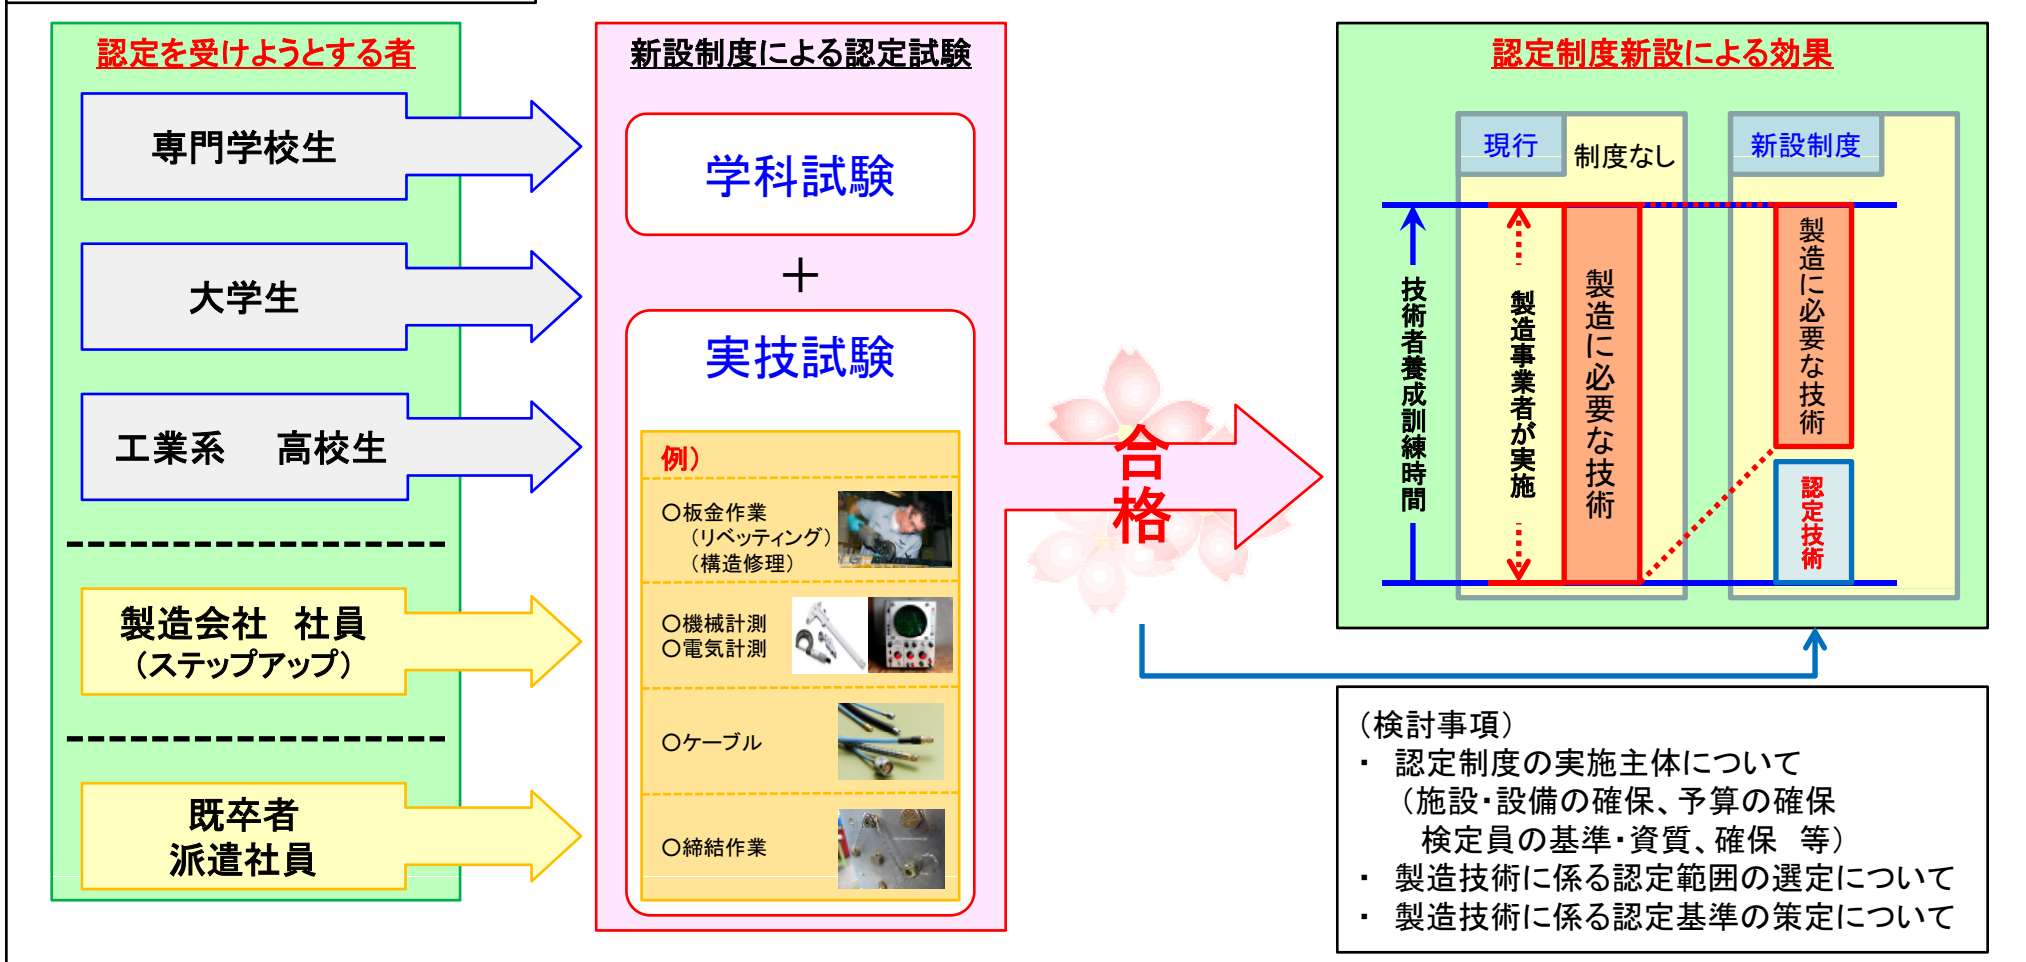 認定を受けようとする者
専門学校生
大学生
工業系　高校生
製造会社　社員
（ステップアップ）
既卒者
派遣社員
新設制度による認定試験
学科試験
＋
実技試験
例）
○板金作業
（リベッティング）
（構造修理）
○機械計測
○電気計測
○ケーブル
○締結作業
合格
認定制度新設による効果
現行
制度なし
新設制度
技術者養成訓練時間
製造事業者が実施
製造に必要な技術
製造に必要な技術
認定技術
（検討事項）
・ 認定制度の実施主体について
（施設・設備の確保、予算の確保
検定員の基準・資質、確保　等）
・ 製造技術に係る認定範囲の選定について
・ 製造技術に係る認定基準の策定について